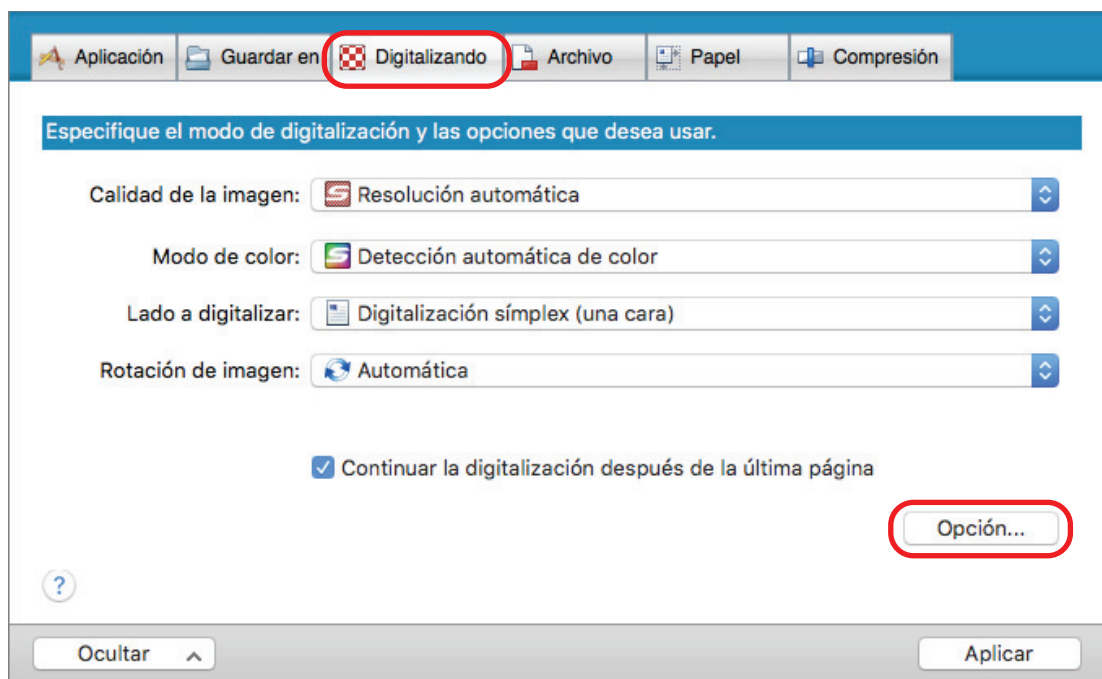 Aplicación Guardar en Digitalizando Archivo Papel Compresión
Especifique el modo de digitalización y las opciones que desea usar.
Calidad de la imagen: Resolución automática
Modo de color: Detección automática de color
Lado a digitalizar: Digitalización símplex (una cara)
Rotación de imagen: Automática
Continuar la digitalización después de la última página
Opción...
?
Ocultar Aplicar